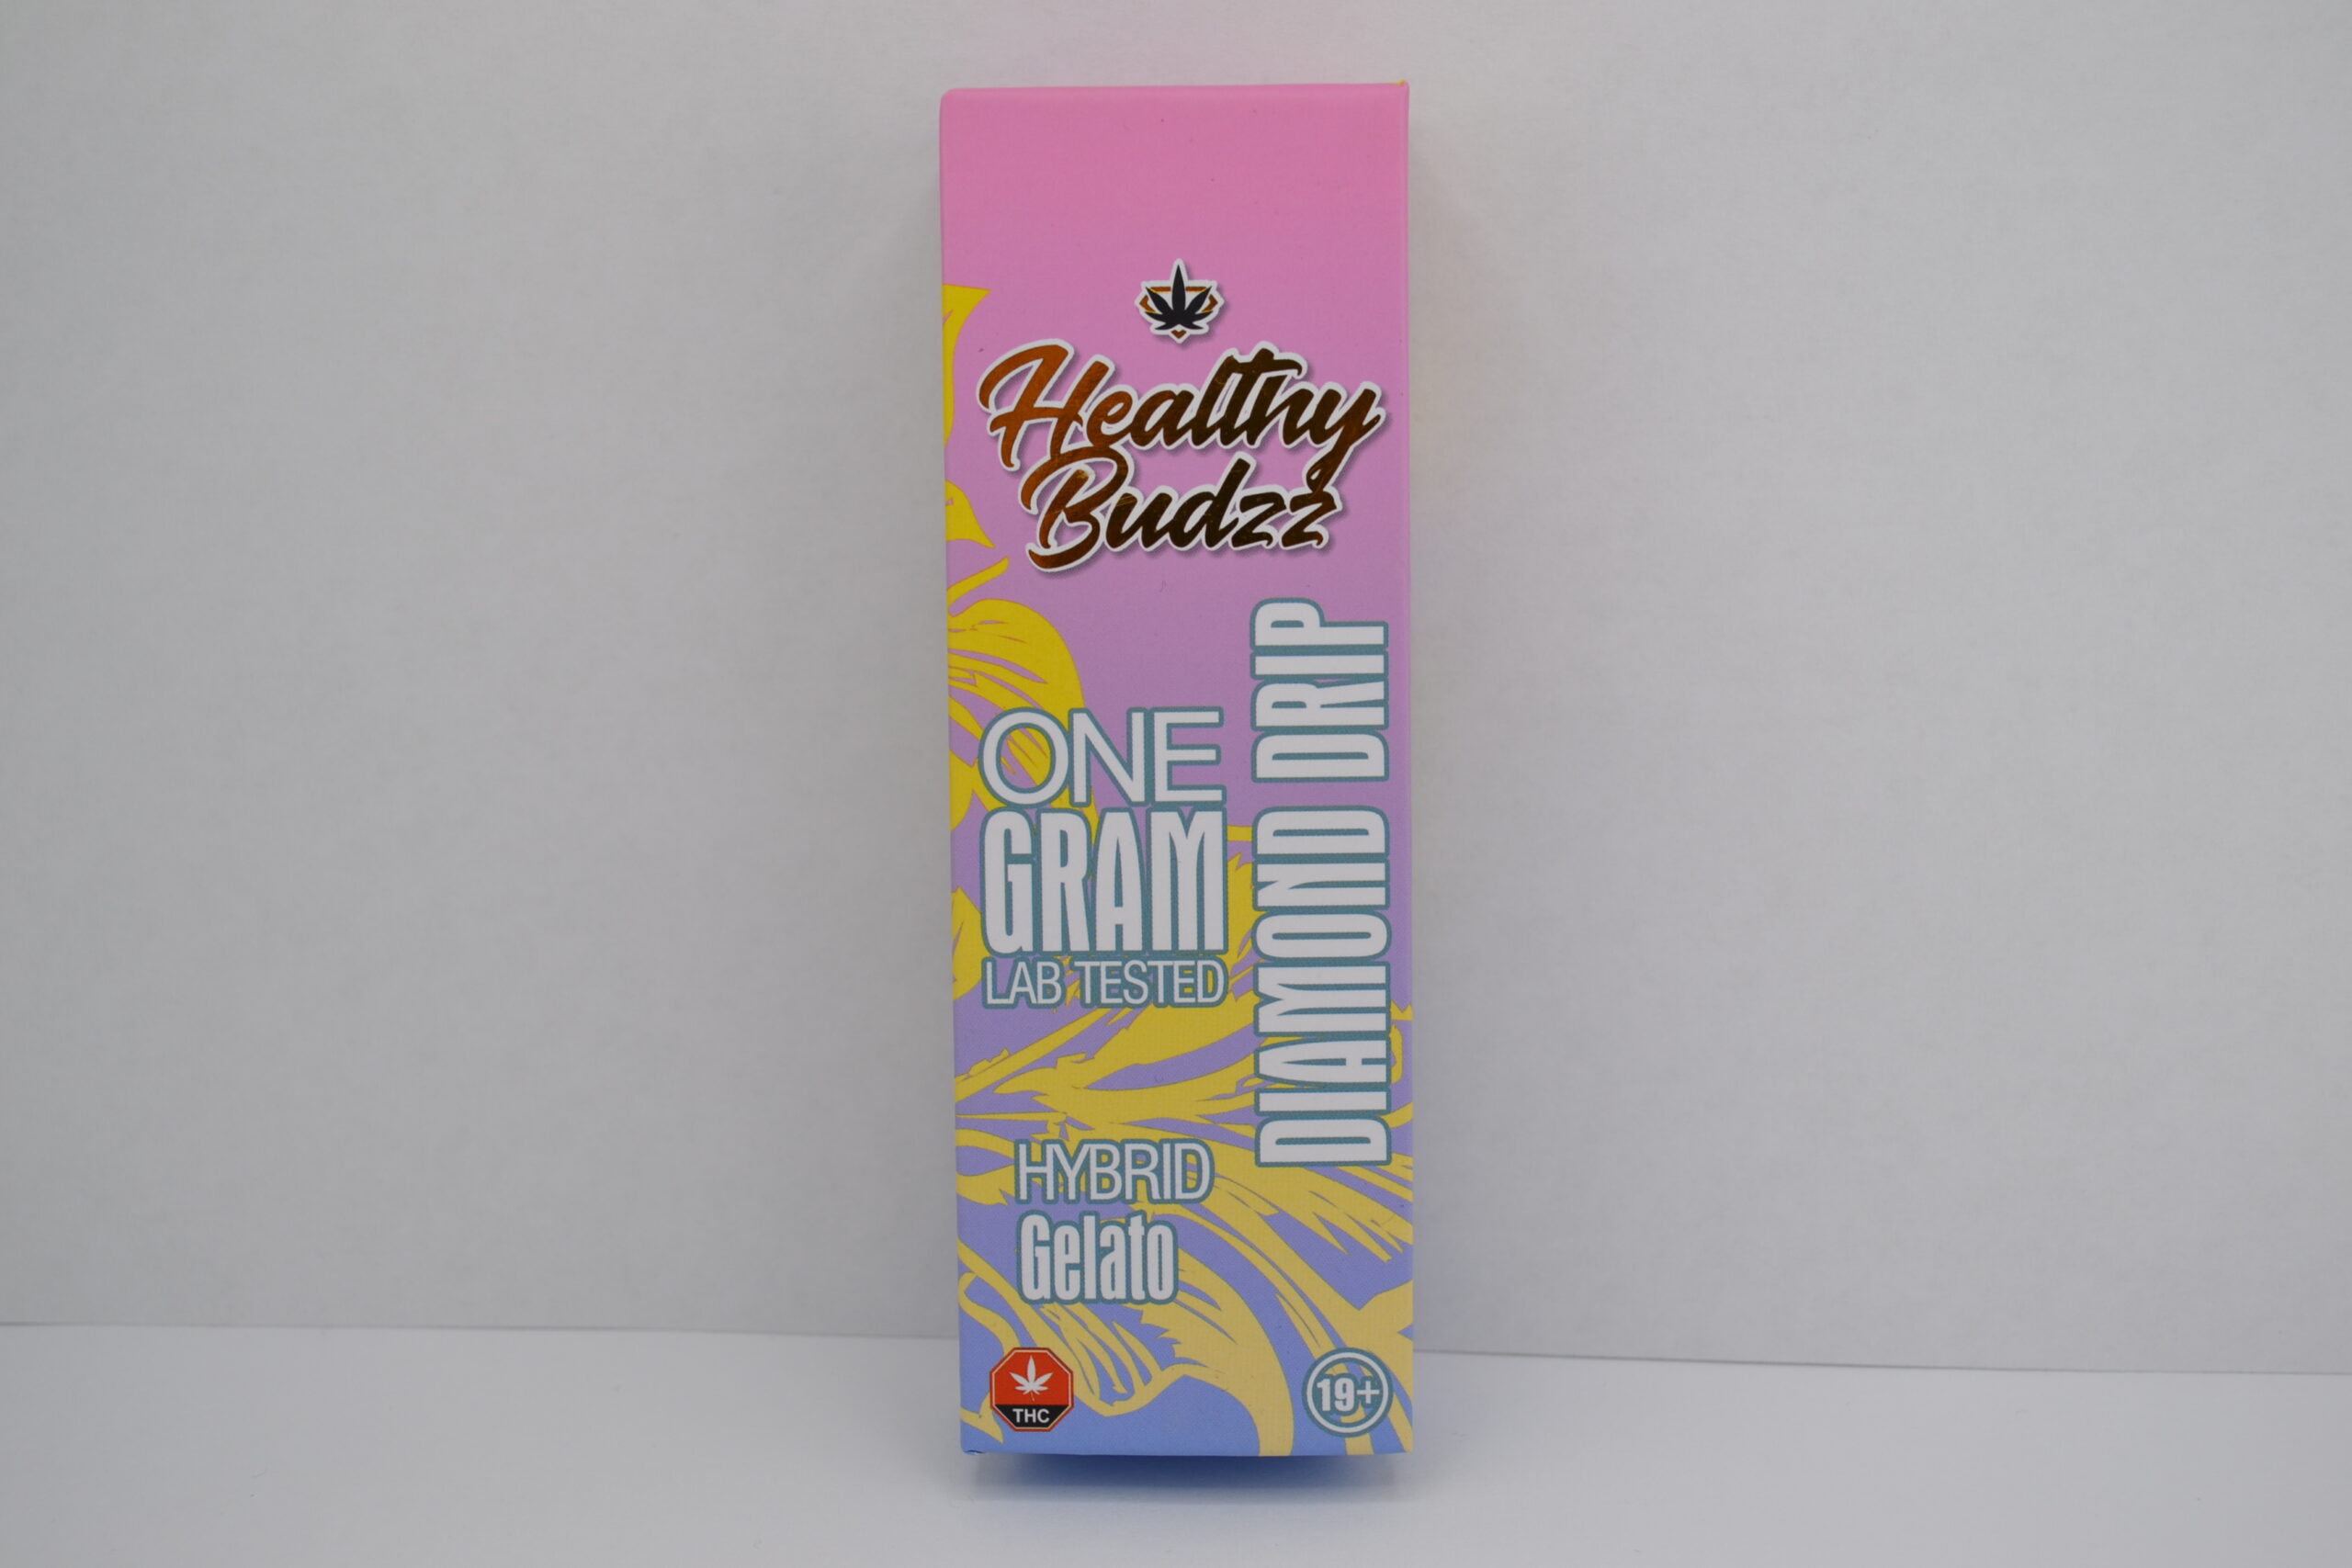 Healthy
Budzz
ONE
GRAM
LAB TESTED
DIAMOND DRIP
HYBRID
Gelato
THC
19+